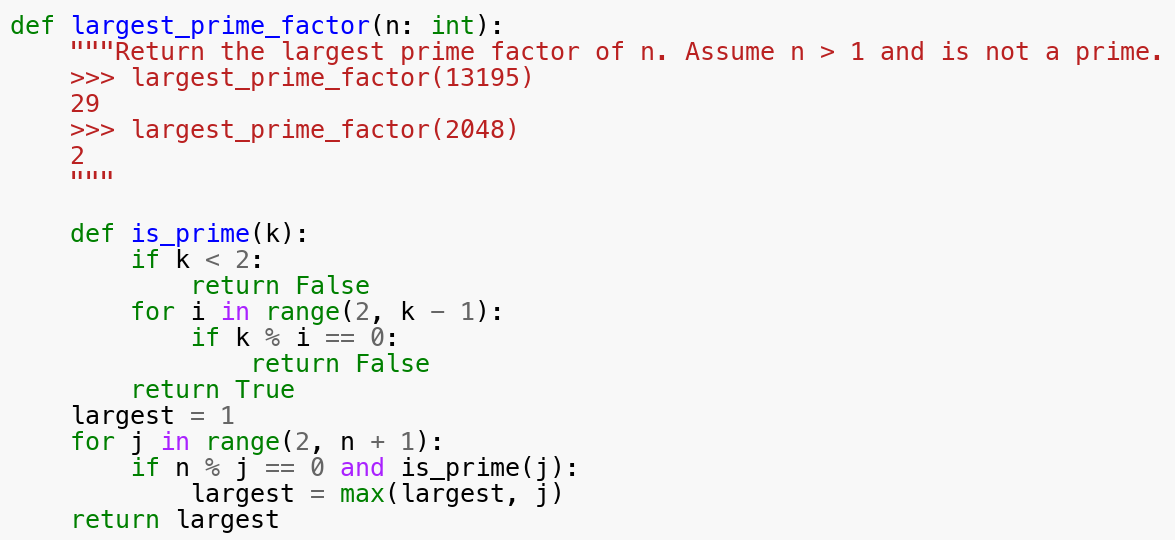 def largest_prime_factor(n: int):
    """Return the largest prime factor of n. Assume n > 1 and is not a prime.
    >>> largest_prime_factor(13195)
    29
    >>> largest_prime_factor(2048)
    2
    """

    def is_prime(k):
        if k < 2:
            return False
        for i in range(2, k - 1):
            if k % i == 0:
                return False
        return True
    largest = 1
    for j in range(2, n + 1):
        if n % j == 0 and is_prime(j):
            largest = max(largest, j)
    return largest